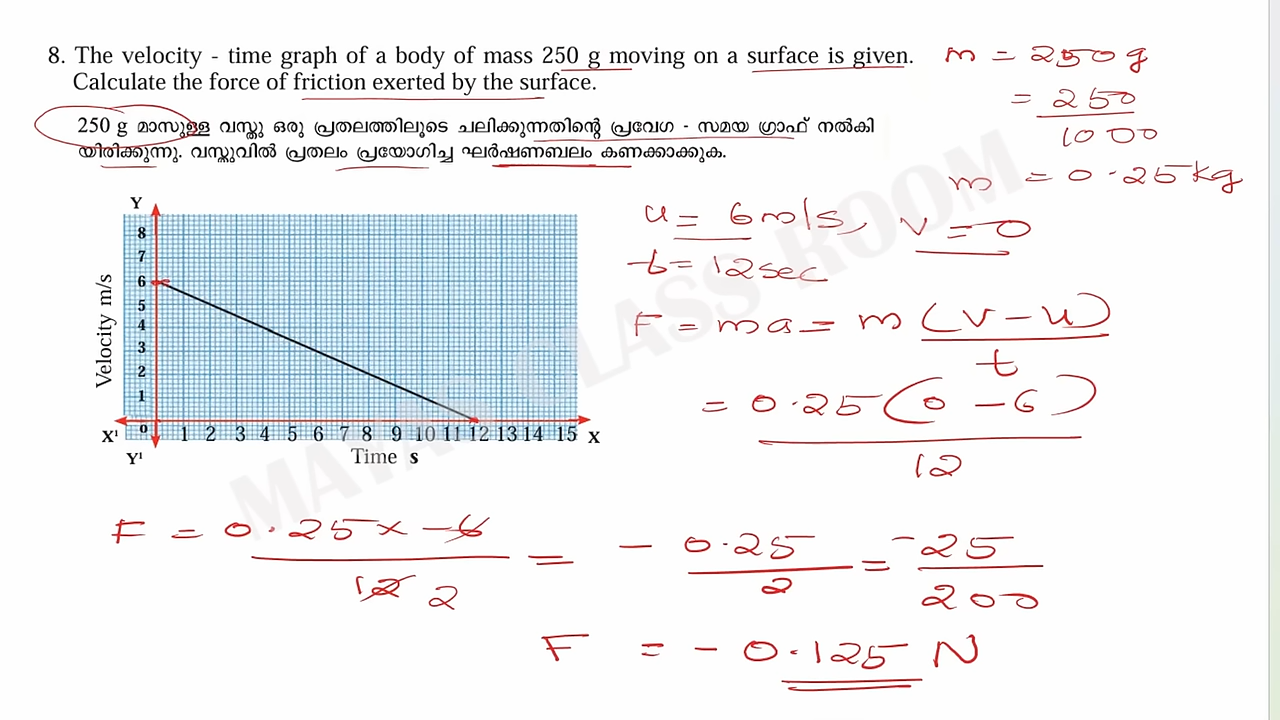 8. The velocity - time graph of a body of mass 250 g moving on a surface is given.
Calculate the force of friction exerted by the surface.
250 g മാസുള്ള വസ്തു ഒരു പ്രതലത്തിലൂടെ ചലിക്കുന്നതിന്റെ പ്രവേഗ - സമയ ഗ്രാഫ് നൽകി
യിരിക്കുന്നു. വസ്തുവിൽ പ്രതലം പ്രയോഗിച്ച ഘർഷണബലം കണക്കാക്കുക.
m = 250 g
= 250
1000
m = 0.25 kg
u = 6 m/s, v = 0
t = 12 sec
F = ma = m (v - u)
t
= 0.25 (0 - 6)
12
Y
8
7
6
5
4
3
2
1
0
X¹ 1 2 3 4 5 6 7 8 9 10 11 12 13 14 15 X
Y¹
Time s
Velocity m/s
F = 0.25 x -6 = - 0.25 = -25
12 2 2 200
F = - 0.125 N
MAYAS CLASS ROOM